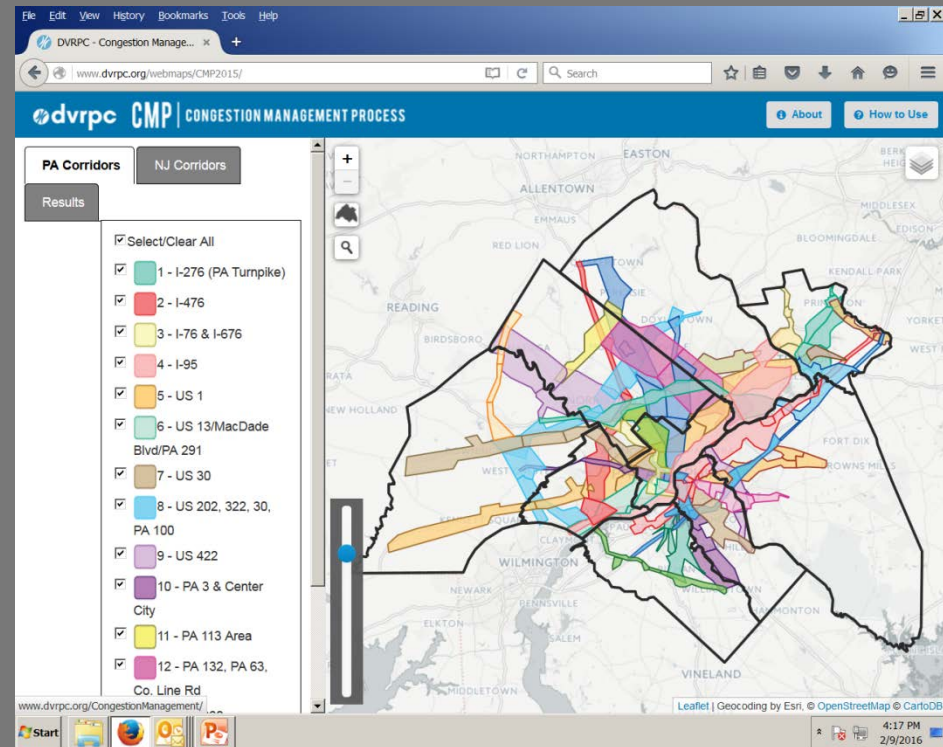 File Edit View History Bookmarks Tools Help
DVRPC - Congestion Manage... × +
www.dvrpc.org/webmaps/CMP2015/
Search
dvrpc CMP | CONGESTION MANAGEMENT PROCESS
About
How to Use
PA Corridors
NJ Corridors
Results
Select/Clear All
1 - I-276 (PA Turnpike)
2 - I-476
3 - I-76 & I-676
4 - I-95
5 - US 1
6 - US 13/MacDade
Blvd/PA 291
7 - US 30
8 - US 202, 322, 30,
PA 100
9 - US 422
10 - PA 3 & Center
City
11 - PA 113 Area
12 - PA 132, PA 63,
Co. Line Rd
+
−
NORTHAMPTON
EASTON
ALLENTOWN
EMMAUS
RED LION
MIDDLESEX
EDISON
BLOOMINGDALE
KENDALL PARK
READING
BIRDSBORO
NEW HOLLAND
FORT DIX
WILMINGTON
NEWARK
PENNSVILLE
ELKTON
SALEM
VINELAND
MIDDLETOWN
Leaflet | Geocoding by Esri, © OpenStreetMap © CartoDB
www.dvrpc.org/CongestionManagement/
Start
4:17 PM
2/9/2016